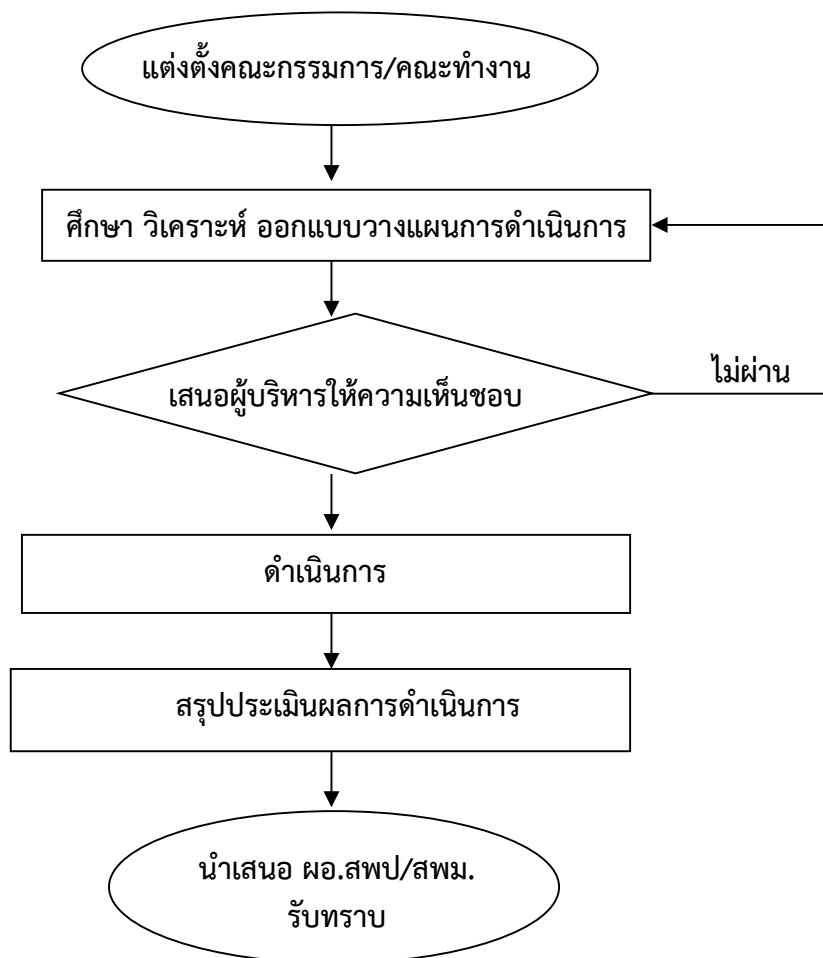 แต่งตั้งคณะกรรมการ/คณะทำงาน
ศึกษา วิเคราะห์ ออกแบบวางแผนการดำเนินการ
เสนอผู้บริหารให้ความเห็นชอบ
ไม่ผ่าน
ดำเนินการ
สรุปประเมินผลการดำเนินการ
นำเสนอ ผอ.สพป/สพม.
รับทราบ